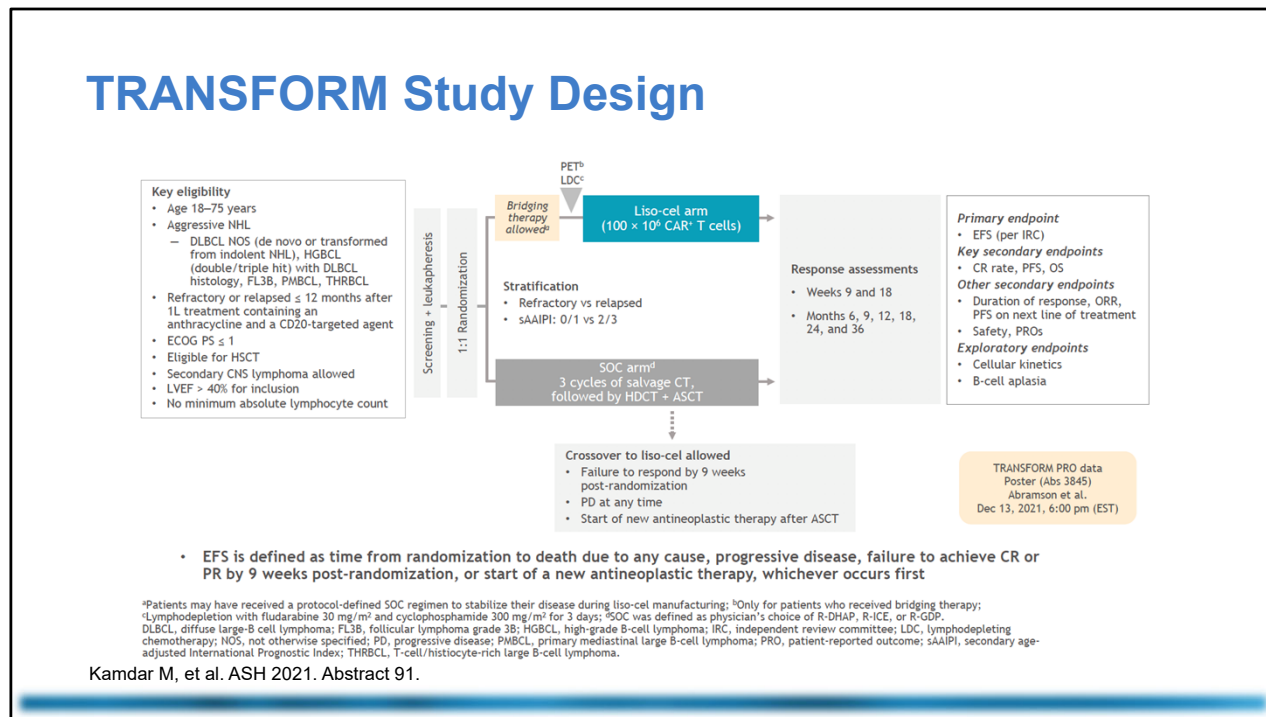 TRANSFORM Study Design
Key eligibility
• Age 18–75 years
• Aggressive NHL
– DLBCL NOS (de novo or transformed
from indolent NHL), HGBCL
(double/triple hit) with DLBCL
histology, FL3B, PMBCL, THRBCL
• Refractory or relapsed ≤ 12 months after
1L treatment containing an
anthracycline and a CD20-targeted agent
• ECOG PS ≤ 1
• Eligible for HSCT
• Secondary CNS lymphoma allowed
• LVEF > 40% for inclusion
• No minimum absolute lymphocyte count
Screening + leukapheresis
1:1 Randomization
Bridging
therapy
allowedᵃ
PETᵇ
LDCᶜ
Liso-cel arm
(100 × 10⁶ CAR⁺ T cells)
Stratification
• Refractory vs relapsed
• sAAIPI: 0/1 vs 2/3
SOC armᵈ
3 cycles of salvage CT,
followed by HDCT + ASCT
Crossover to liso-cel allowed
• Failure to respond by 9 weeks
post-randomization
• PD at any time
• Start of new antineoplastic therapy after ASCT
Response assessments
• Weeks 9 and 18
• Months 6, 9, 12, 18,
24, and 36
Primary endpoint
• EFS (per IRC)
Key secondary endpoints
• CR rate, PFS, OS
Other secondary endpoints
• Duration of response, ORR,
PFS on next line of treatment
• Safety, PROs
Exploratory endpoints
• Cellular kinetics
• B-cell aplasia
TRANSFORM PRO data
Poster (Abs 3845)
Abramson et al.
Dec 13, 2021, 6:00 pm (EST)
• EFS is defined as time from randomization to death due to any cause, progressive disease, failure to achieve CR or
PR by 9 weeks post-randomization, or start of a new antineoplastic therapy, whichever occurs first
ᵃPatients may have received a protocol-defined SOC regimen to stabilize their disease during liso-cel manufacturing; ᵇOnly for patients who received bridging therapy;
ᶜLymphodepletion with fludarabine 30 mg/m² and cyclophosphamide 300 mg/m² for 3 days; ᵈSOC was defined as physician's choice of R-DHAP, R-ICE, or R-GDP.
DLBCL, diffuse large-B cell lymphoma; FL3B, follicular lymphoma grade 3B; HGBCL, high-grade B-cell lymphoma; IRC, independent review committee; LDC, lymphodepleting
chemotherapy; NOS, not otherwise specified; PD, progressive disease; PMBCL, primary mediastinal large B-cell lymphoma; PRO, patient-reported outcome; sAAIPI, secondary age-
adjusted International Prognostic Index; THRBCL, T-cell/histiocyte-rich large B-cell lymphoma.
Kamdar M, et al. ASH 2021. Abstract 91.